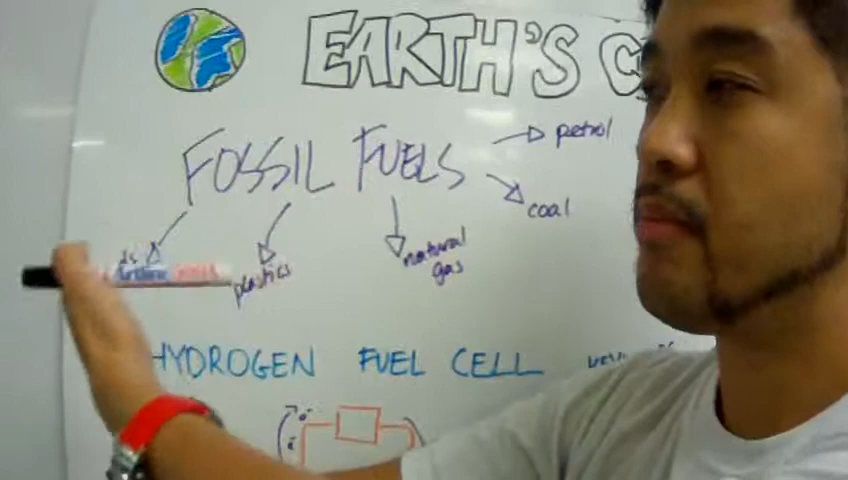 EARTH'S C
FOSSIL FUELS
petrol
coal
natural
gas
plastics
HYDROGEN FUEL CELL
e-